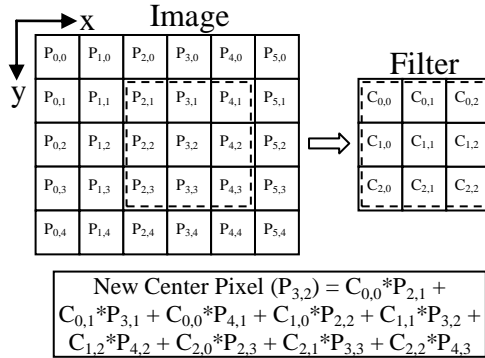 Image
x
y
P0,0 P1,0 P2,0 P3,0 P4,0 P5,0
P0,1 P1,1 P2,1 P3,1 P4,1 P5,1
P0,2 P1,2 P2,2 P3,2 P4,2 P5,2
P0,3 P1,3 P2,3 P3,3 P4,3 P5,3
P0,4 P1,4 P2,4 P3,4 P4,4 P5,4
Filter
C0,0 C0,1 C0,2
C1,0 C1,1 C1,2
C2,0 C2,1 C2,2
New Center Pixel (P3,2) = C0,0*P2,1 +
C0,1*P3,1 + C0,0*P4,1 + C1,0*P2,2 + C1,1*P3,2 +
C1,2*P4,2 + C2,0*P2,3 + C2,1*P3,3 + C2,2*P4,3